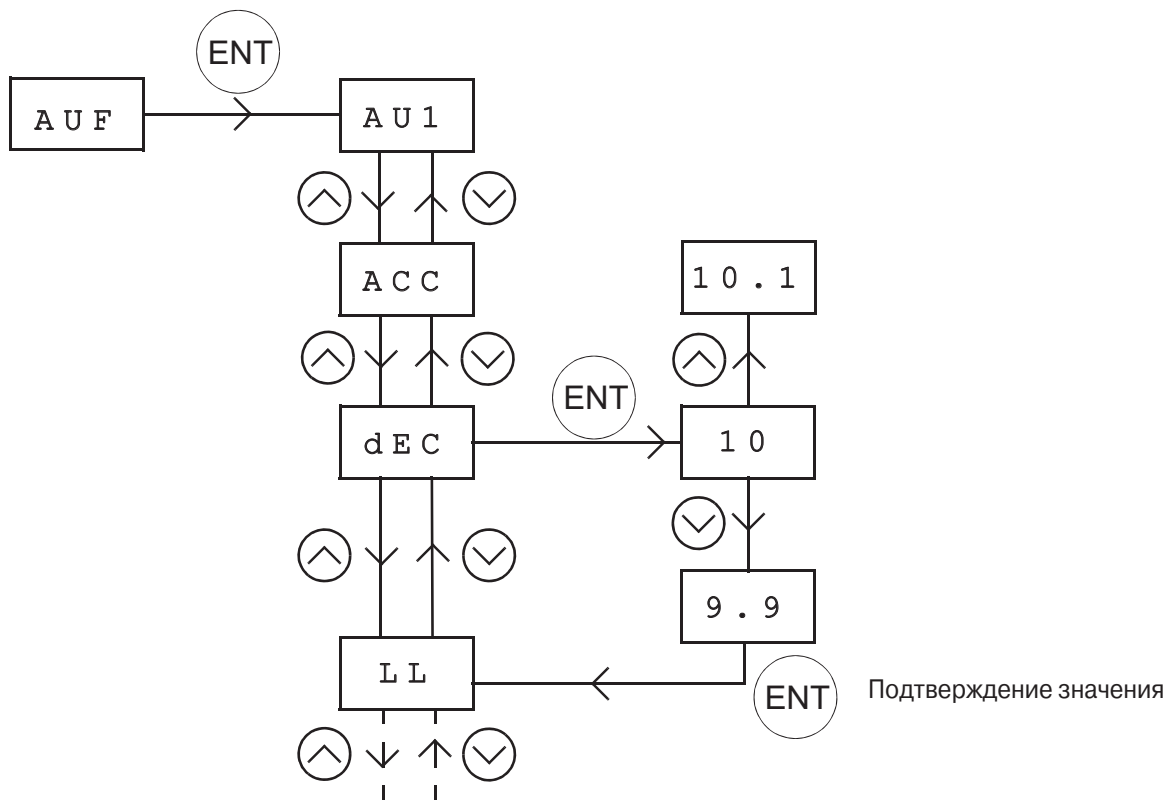 ENT
AUF
AU1
ACC
10.1
ENT
dEC
10
9.9
LL
ENT
Подтверждение значения